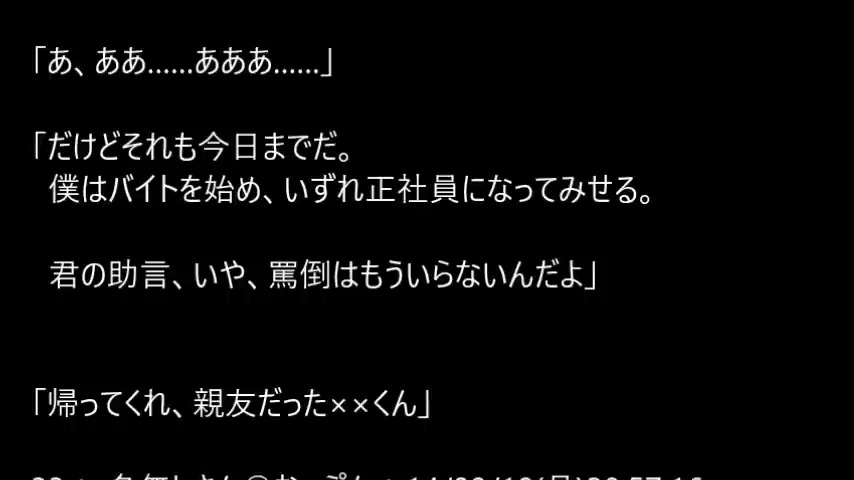 「あ、ああ……あああ……」
「だけどそれも今日までだ。
僕はバイトを始め、いずれ正社員になってみせる。
君の助言、いや、罵倒はもういらないんだよ」
「帰ってくれ、親友だった××くん」